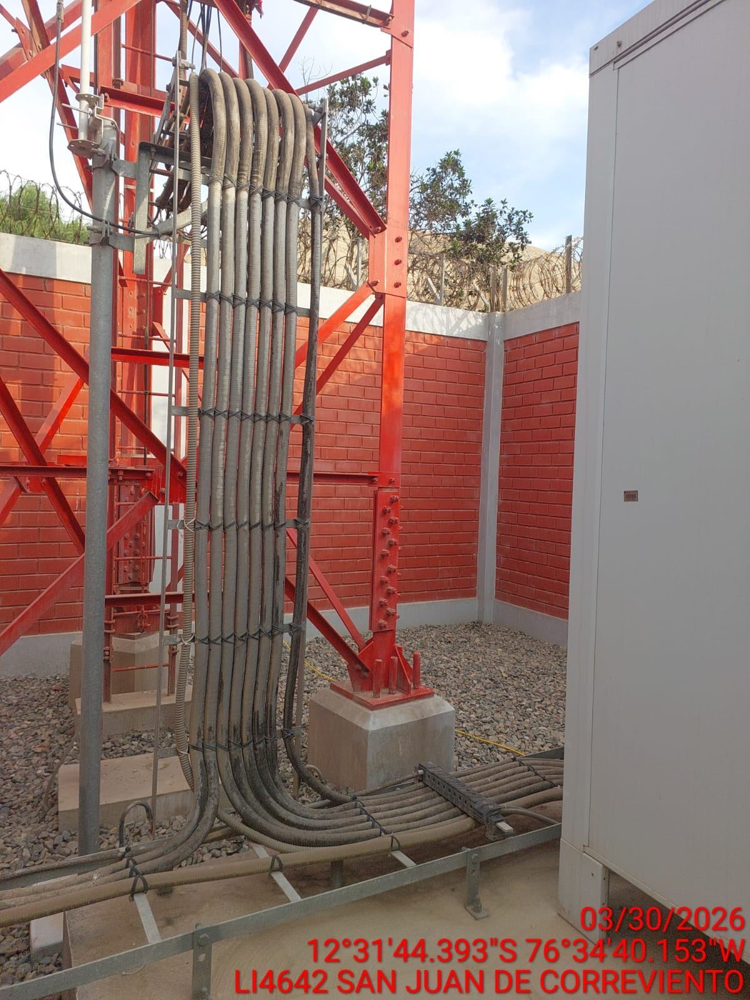 03/30/2026
12°31'44.393"S 76°34'40.153"W
LI4642 SAN JUAN DE CORREVIENTO